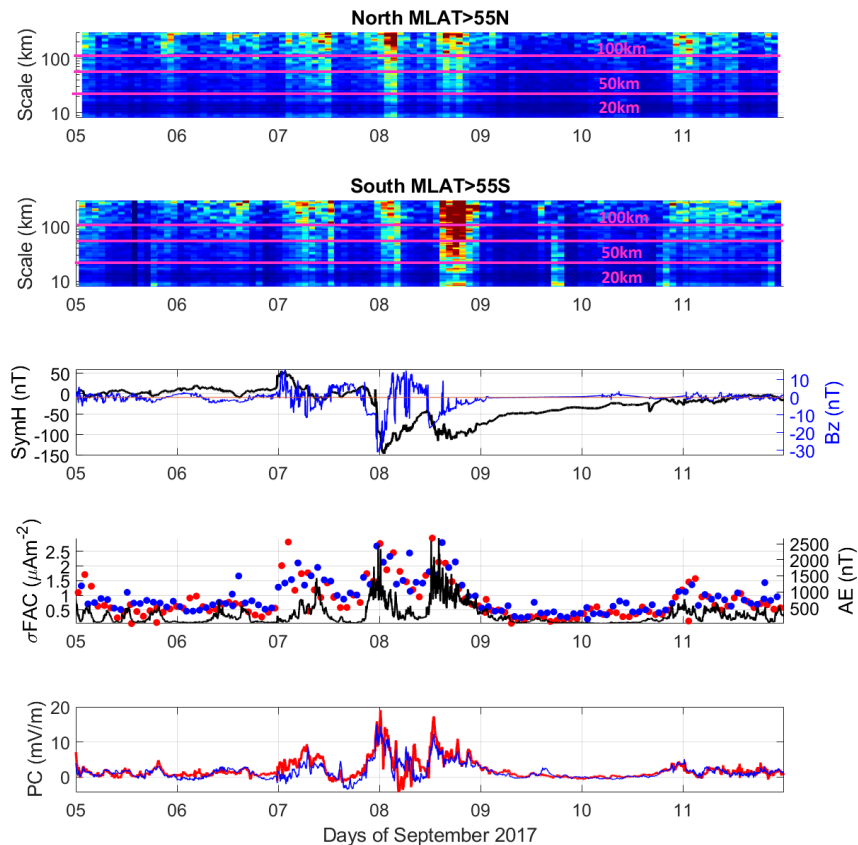 North MLAT>55N
Scale (km)
100
10
100km
50km
20km
05 06 07 08 09 10 11
South MLAT>55S
Scale (km)
100
10
100km
50km
20km
05 06 07 08 09 10 11
SymH (nT)
50
0
-50
-100
-150
10
0
-10
-20
-30
Bz (nT)
05 06 07 08 09 10 11
σFAC (μAm⁻²)
2.5
2
1.5
1
0.5
2500
2000
1500
1000
500
AE (nT)
05 06 07 08 09 10 11
PC (mV/m)
20
10
0
05 06 07 08 09 10 11
Days of September 2017